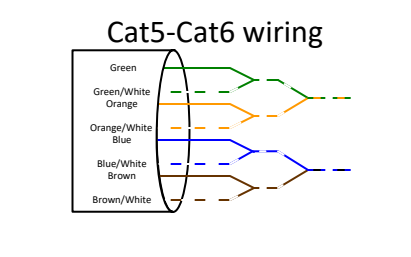 Cat5-Cat6 wiring
Green
Green/White
Orange
Orange/White
Blue
Blue/White
Brown
Brown/White